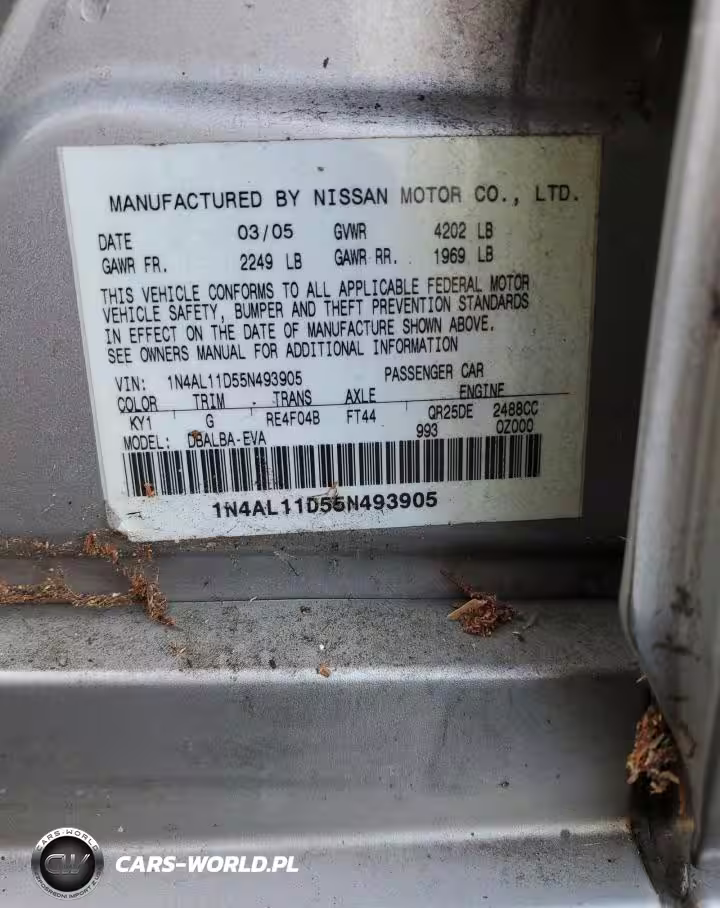 MANUFACTURED BY NISSAN MOTOR CO., LTD.
DATE 03/05 GVWR 4202 LB
GAWR FR. 2249 LB GAWR RR. 1969 LB
THIS VEHICLE CONFORMS TO ALL APPLICABLE FEDERAL MOTOR
VEHICLE SAFETY, BUMPER AND THEFT PREVENTION STANDARDS
IN EFFECT ON THE DATE OF MANUFACTURE SHOWN ABOVE.
SEE OWNERS MANUAL FOR ADDITIONAL INFORMATION
VIN: 1N4AL11D55N493905 PASSENGER CAR
COLOR TRIM TRANS AXLE ENGINE
KY1 G RE4F04B FT44 QR25DE 2488CC
MODEL: DBALBA-EVA 993 0Z000
1N4AL11D55N493905
CARS-WORLD
CW
CARS-WORLD.PL